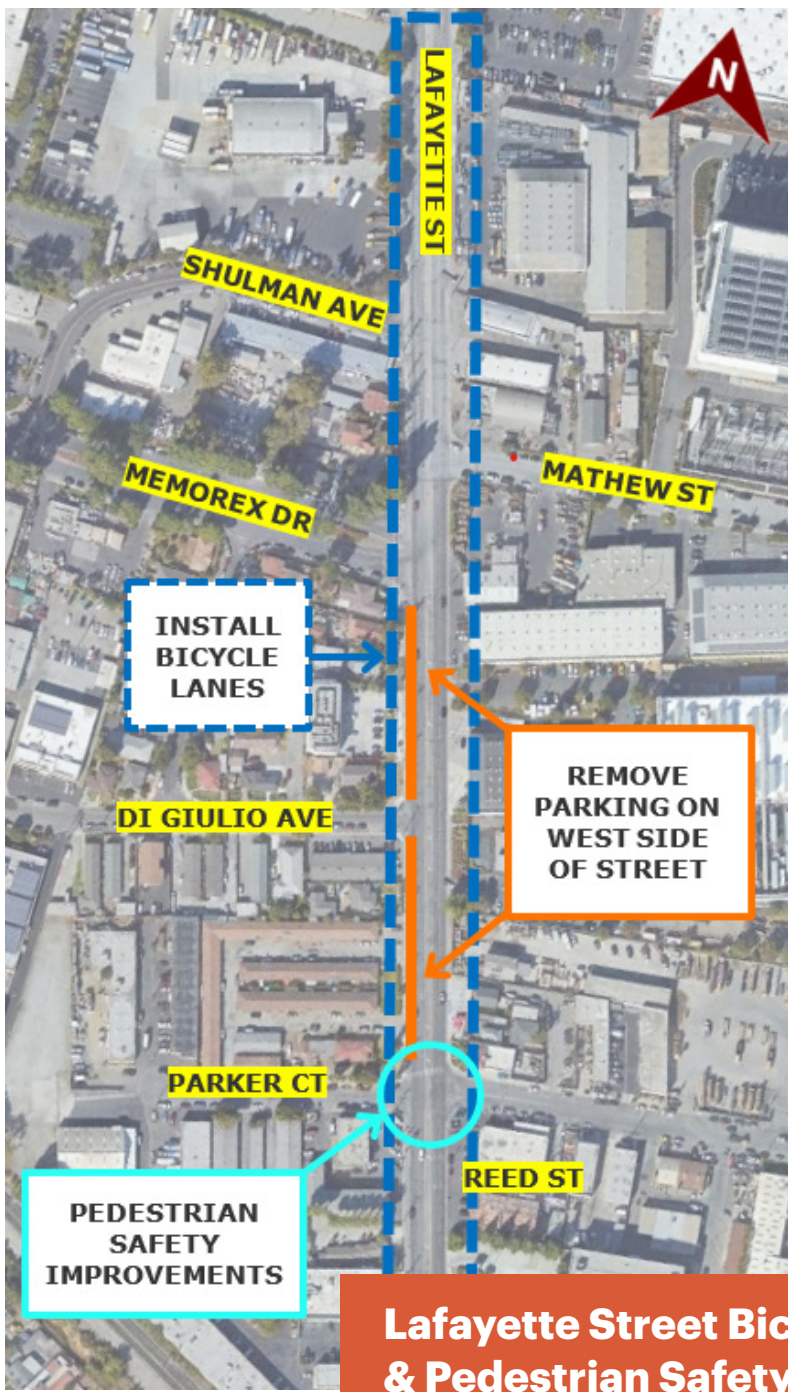 N
LAFAYETTE ST
SHULMAN AVE
MEMOREX DR
MATHEW ST
INSTALL
BICYCLE
LANES
REMOVE
PARKING ON
WEST SIDE
OF STREET
DI GIULIO AVE
PARKER CT
REED ST
PEDESTRIAN
SAFETY
IMPROVEMENTS
Lafayette Street Bic
& Pedestrian Safety